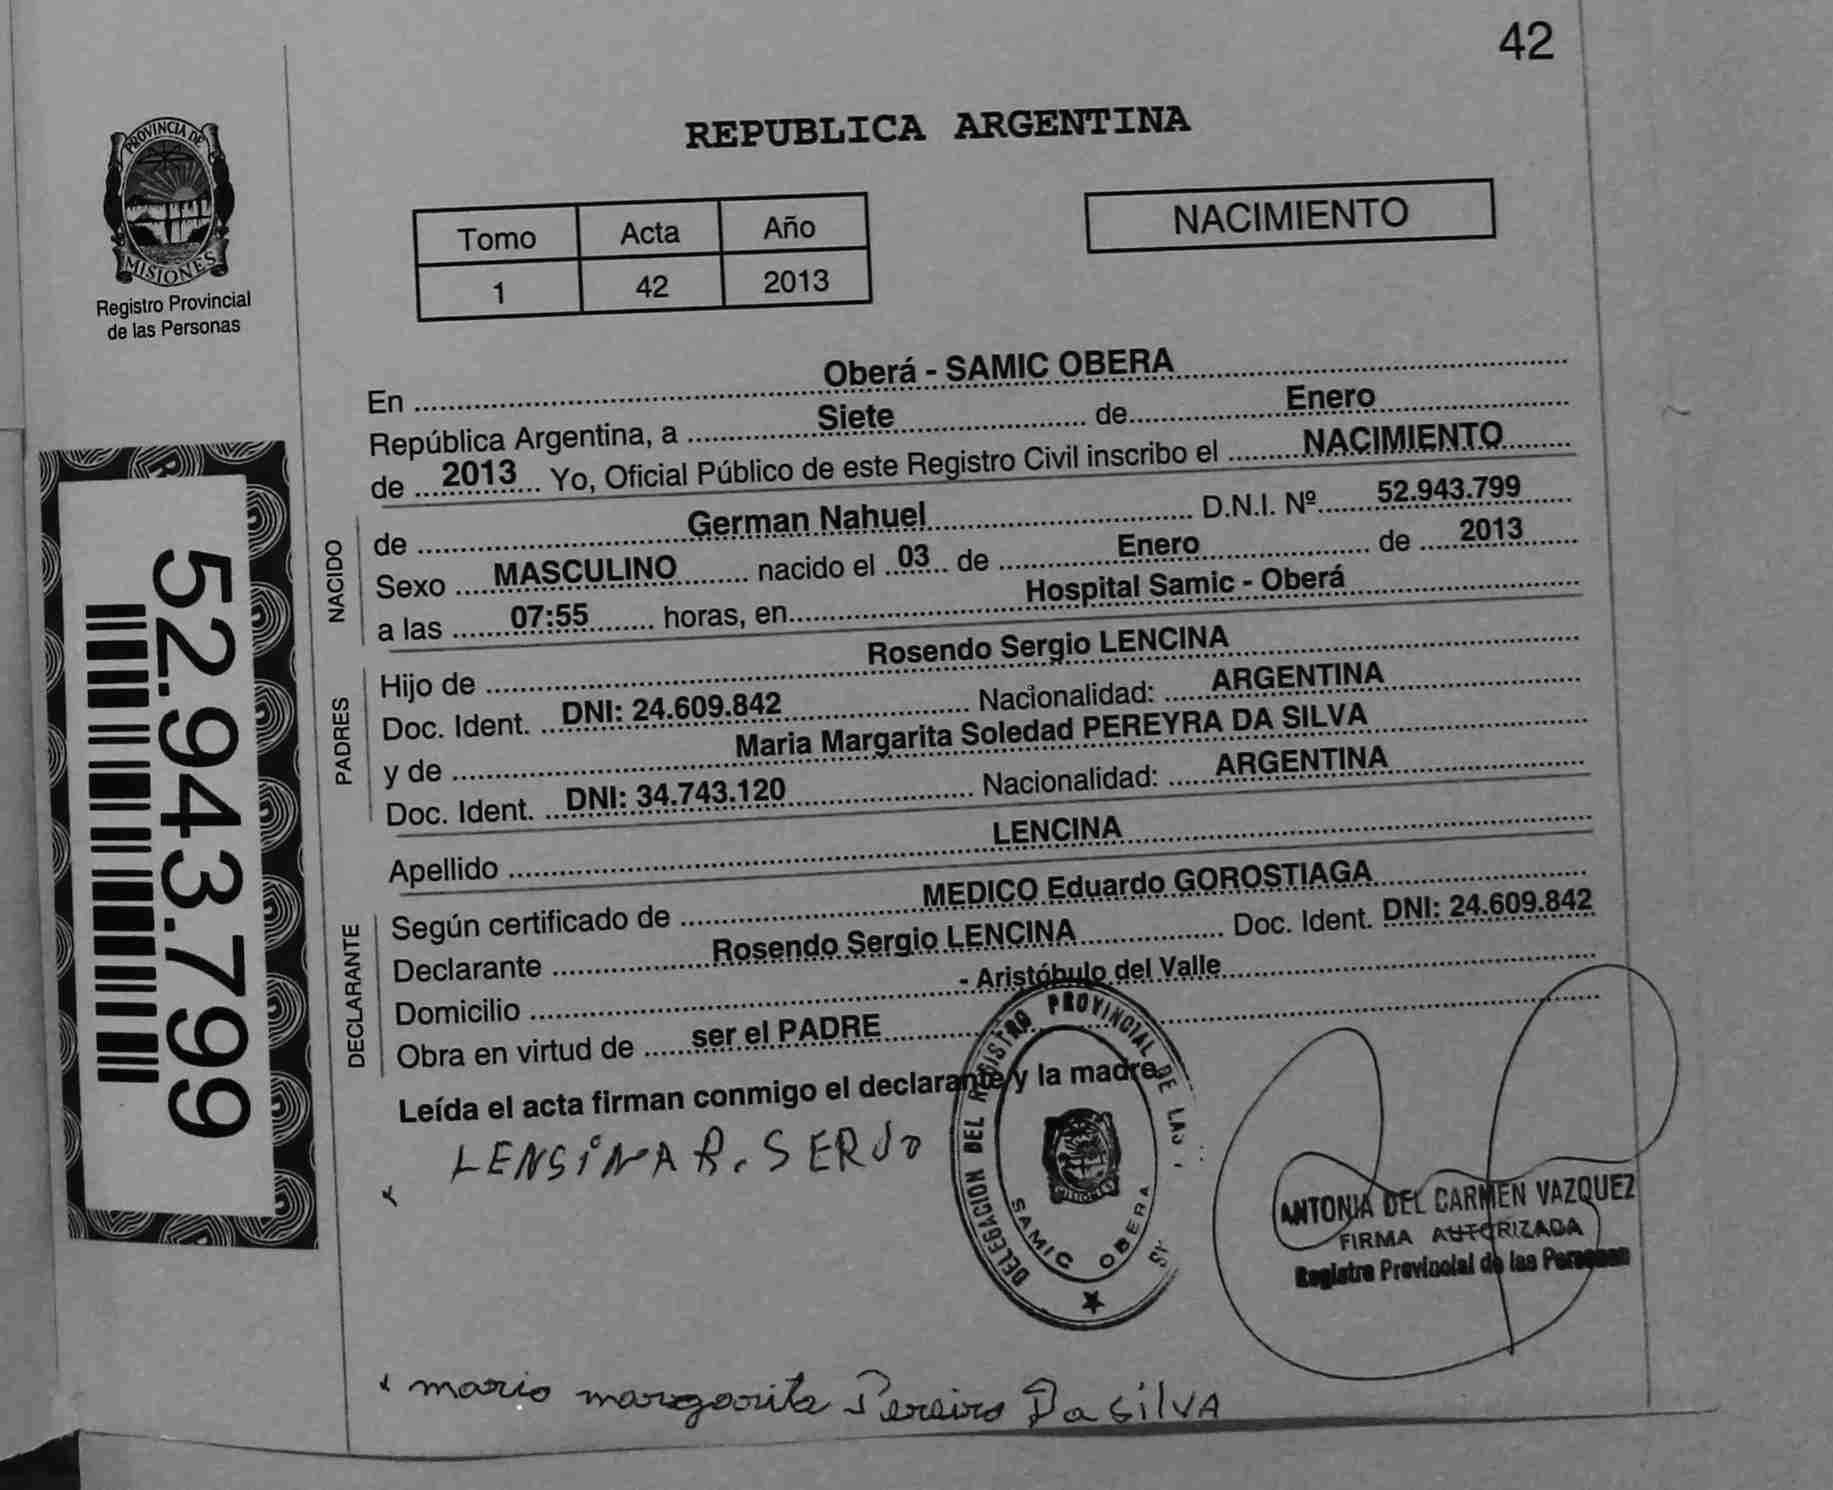 42
REPUBLICA ARGENTINA
PROVINCIA DE
MISIONES
Registro Provincial
de las Personas
Tomo Acta Año
1 42 2013
NACIMIENTO
En Oberá - SAMIC OBERA
República Argentina, a Siete de Enero
de 2013 Yo, Oficial Público de este Registro Civil inscribo el NACIMIENTO
NACIDO
de German Nahuel D.N.I. Nº 52.943.799
Sexo MASCULINO nacido el 03 de Enero de 2013
a las 07:55 horas, en Hospital Samic - Oberá
PADRES
Hijo de Rosendo Sergio LENCINA
Doc. Ident. DNI: 24.609.842 Nacionalidad: ARGENTINA
y de Maria Margarita Soledad PEREYRA DA SILVA
Doc. Ident. DNI: 34.743.120 Nacionalidad: ARGENTINA
Apellido LENCINA
DECLARANTE
Según certificado de MEDICO Eduardo GOROSTIAGA
Declarante Rosendo Sergio LENCINA Doc. Ident. DNI: 24.609.842
Domicilio - Aristóbulo del Valle
Obra en virtud de ser el PADRE
Leída el acta firman conmigo el declarante y la madre
52.943.799
LENSINA R. SERJO
DELEGACION DEL REGISTRO PROVINCIAL DE LAS
SAMIC OBERA
MISIONES
ANTONIA DEL CARMEN VAZQUEZ
FIRMA AUTORIZADA
Registro Provincial de las Personas
mario margarita Pereiro Da silVA